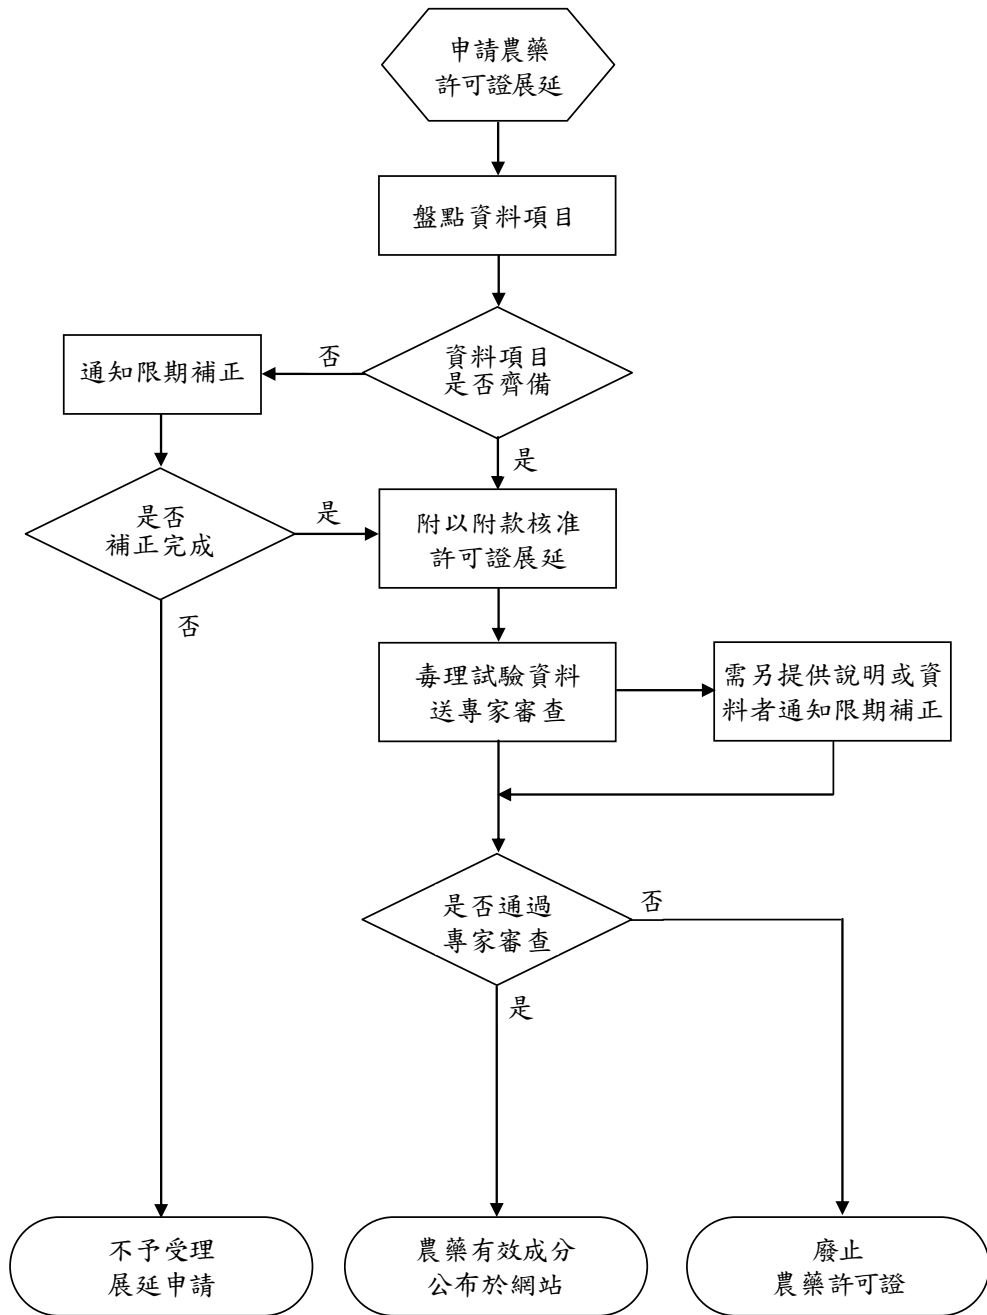 申請農藥
許可證展延
盤點資料項目
資料項目
是否齊備
否
通知限期補正
是
是否
補正完成
是
附以附款核准
許可證展延
否
毒理試驗資料
送專家審查
需另提供說明或資
料者通知限期補正
是否通過
專家審查
否
是
不予受理
展延申請
農藥有效成分
公布於網站
廢止
農藥許可證